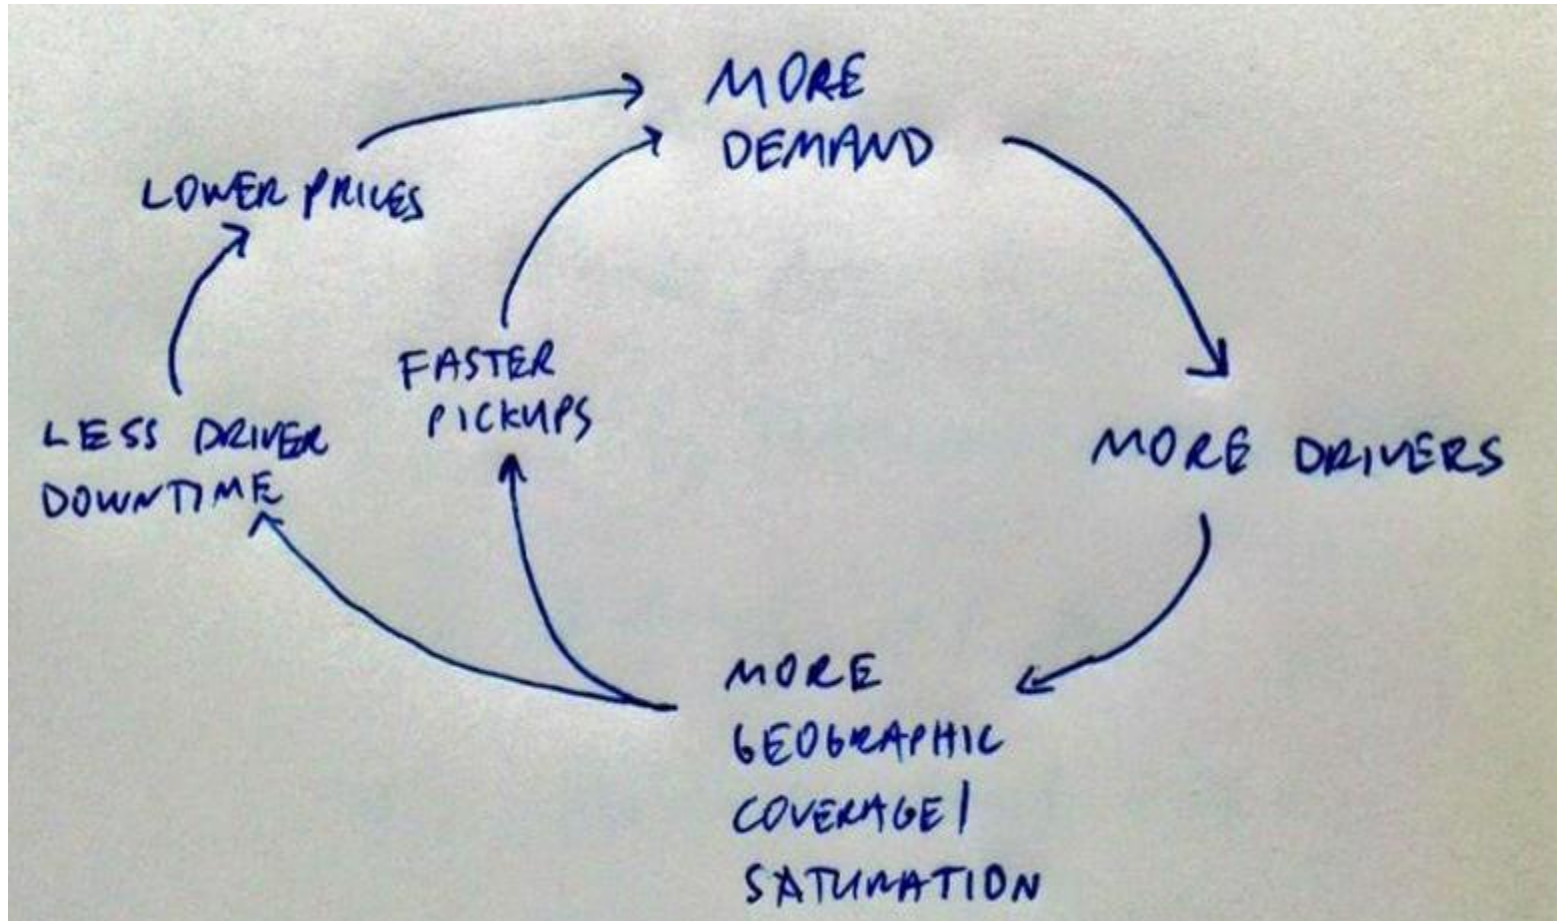 MORE
DEMAND
LOWER PRICES
FASTER
PICKUPS
LESS DRIVER
DOWNTIME
MORE DRIVERS
MORE
GEOGRAPHIC
COVERAGE/
SATURATION